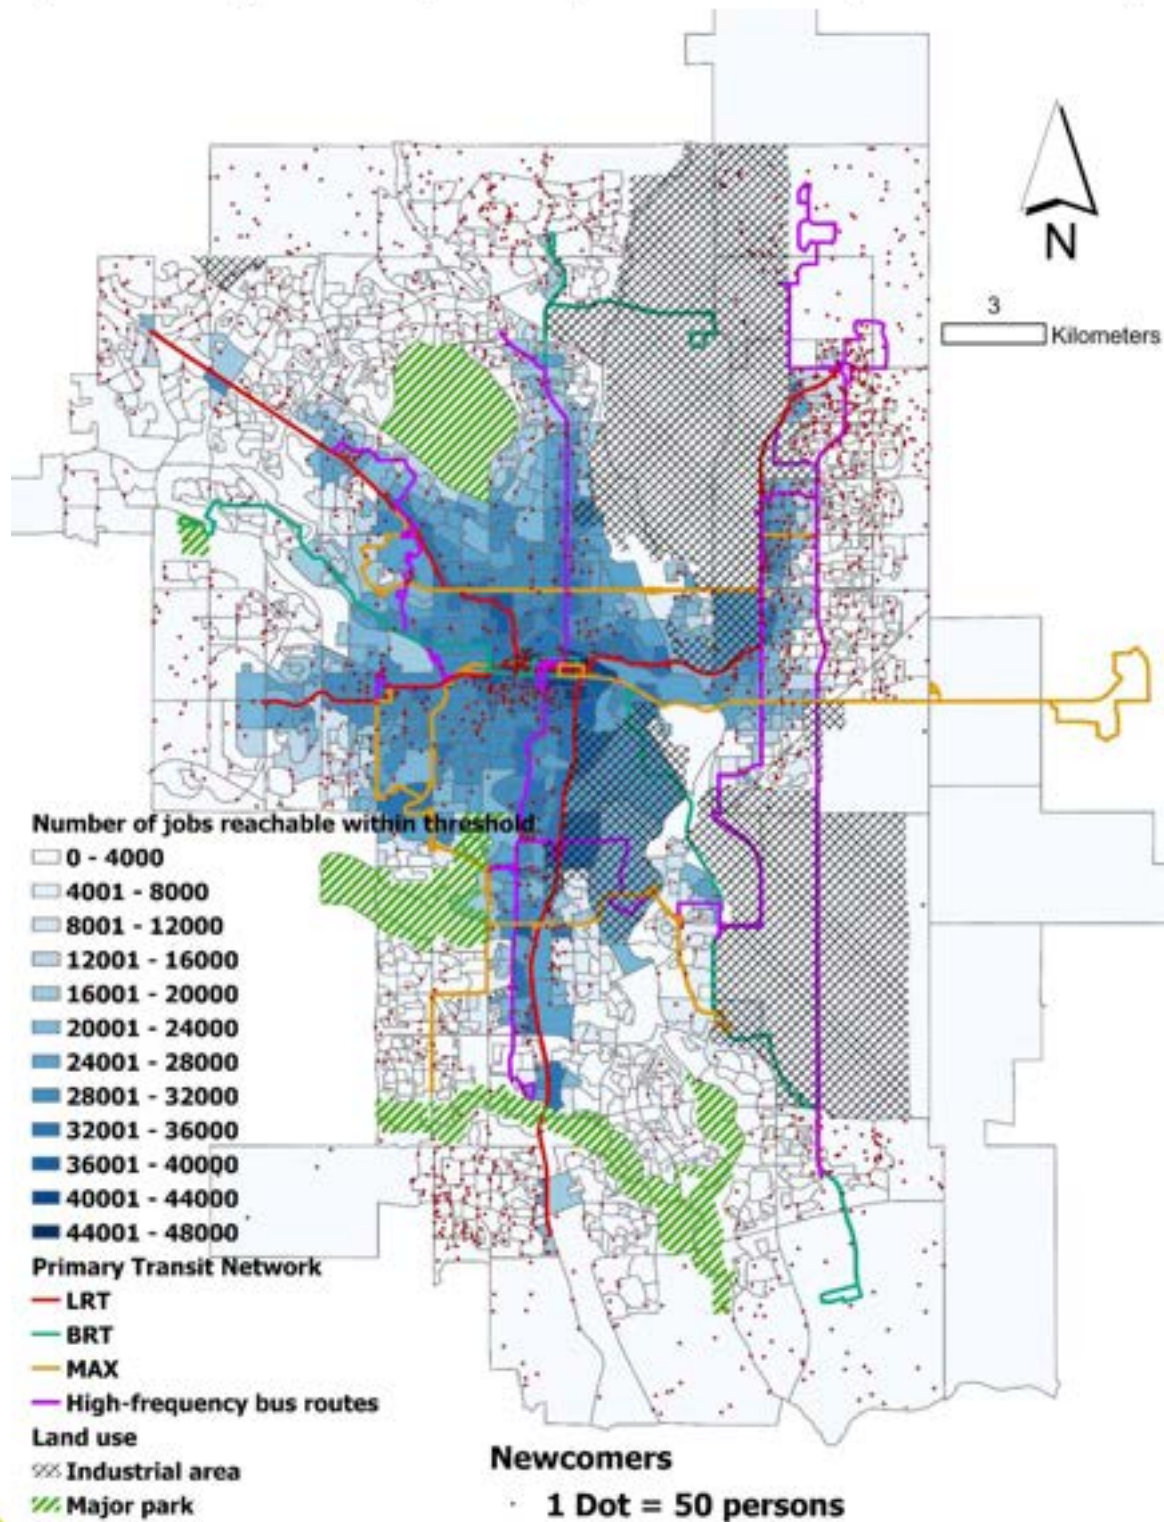 N
3
Kilometers
Number of jobs reachable within threshold
0 - 4000
4001 - 8000
8001 - 12000
12001 - 16000
16001 - 20000
20001 - 24000
24001 - 28000
28001 - 32000
32001 - 36000
36001 - 40000
40001 - 44000
44001 - 48000
Primary Transit Network
LRT
BRT
MAX
High-frequency bus routes
Land use
Industrial area
Major park
Newcomers
1 Dot = 50 persons